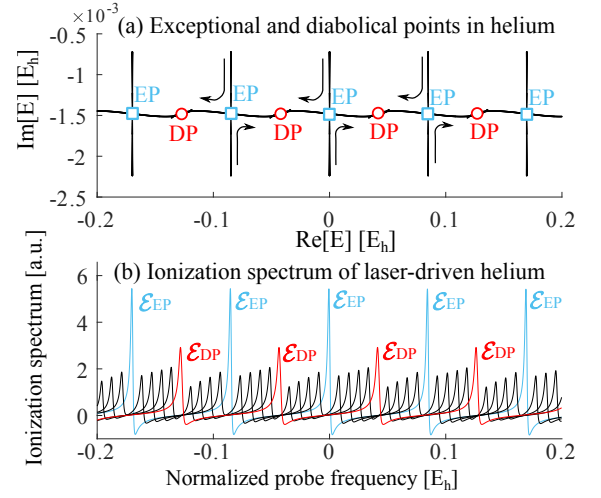 (a) Exceptional and diabolical points in helium
×10⁻³
-0.5
-1
-1.5
-2
-2.5
Im[E] [E_h]
EP EP EP EP EP
DP DP DP DP
-0.2 -0.1 0 0.1 0.2
Re[E] [E_h]
(b) Ionization spectrum of laser-driven helium
6
4
2
0
Ionization spectrum [a.u.]
ℰEP ℰEP ℰEP ℰEP ℰEP
ℰDP ℰDP ℰDP ℰDP
-0.2 -0.1 0 0.1 0.2
Normalized probe frequency [E_h]